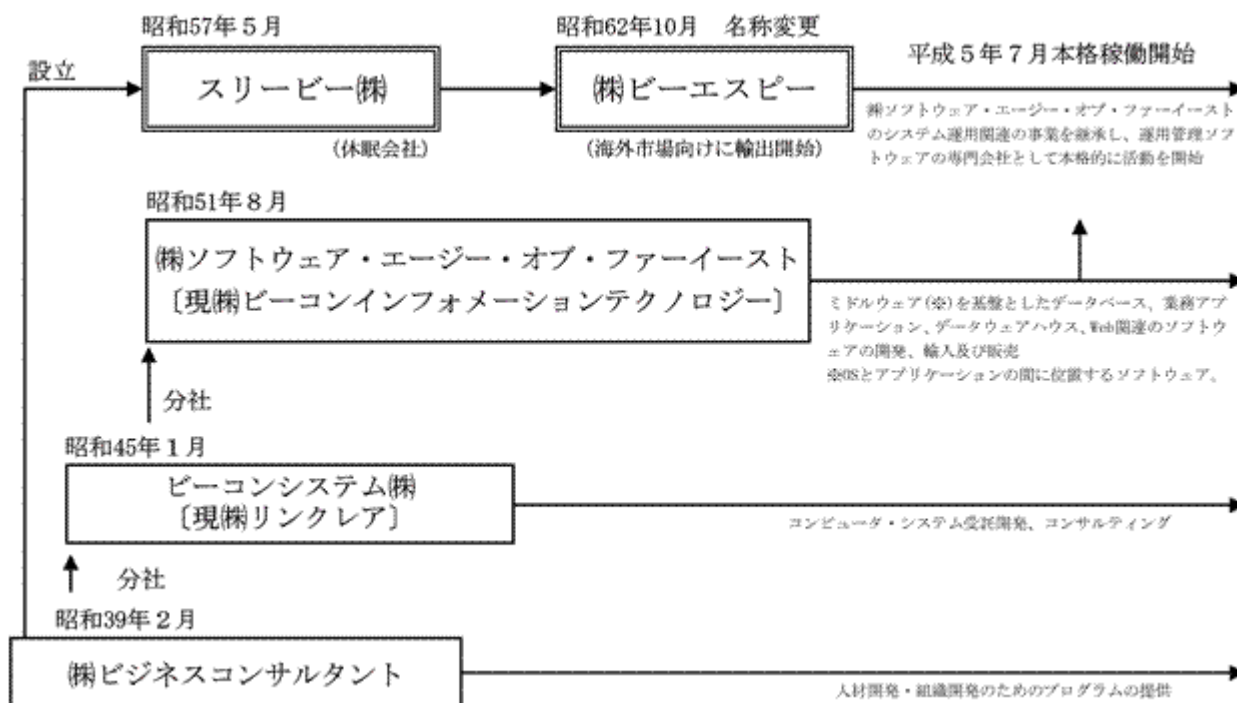 昭和57年5月
昭和62年10月 名称変更
平成5年7月本格稼働開始
設立
スリービー㈱
㈱ビーエスピー
(休眠会社)
(海外市場向けに輸出開始)
㈱ソフトウェア・エージー・オブ・ファーイースト
のシステム運用関連の事業を継承し、運用管理ソフ
トウェアの専門会社として本格的に活動を開始
昭和51年8月
㈱ソフトウェア・エージー・オブ・ファーイースト
〔現㈱ビーコンインフォメーションテクノロジー〕
ミドルウェア(※)を基盤としたデータベース、業務アプ
リケーション、データウェアハウス、Web関連のソフトウ
ェアの開発、輸入及び販売
※OSとアプリケーションの間に位置するソフトウェア。
分社
昭和45年1月
ビーコンシステム㈱
〔現㈱リンクレア〕
コンピュータ・システム受託開発、コンサルティング
分社
昭和39年2月
㈱ビジネスコンサルタント
人材開発・組織開発のためのプログラムの提供